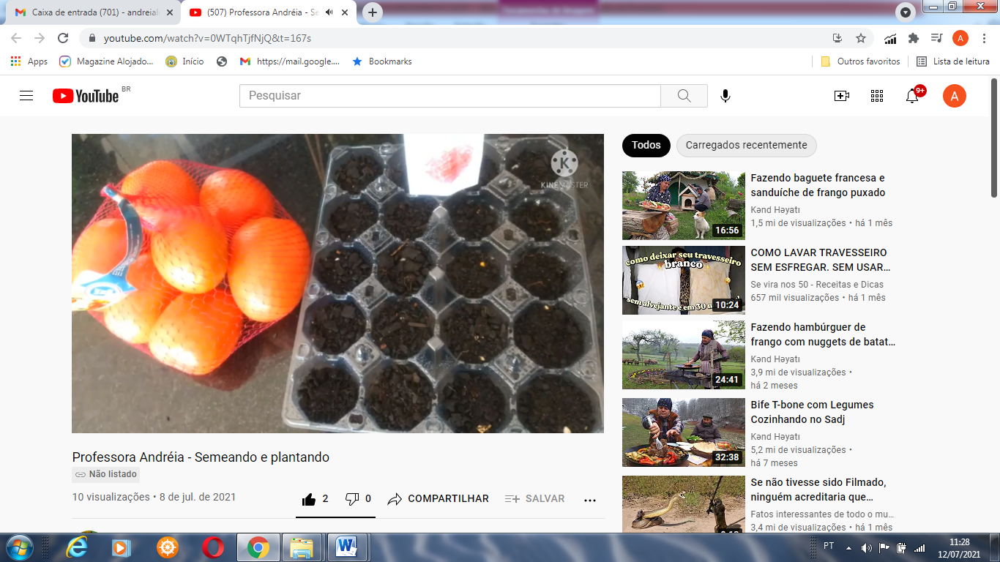 Caixa de entrada (701) - andreial
(507) Professora Andréia - Se
youtube.com/watch?v=0WTqhTjfNjQ&t=167s
A
Apps
Magazine Alojado...
Início
https://mail.google....
Bookmarks
Outros favoritos
Lista de leitura
YouTube BR
Pesquisar
9+
A
K
KINEMASTER
Todos
Carregados recentemente
16:56
Fazendo baguete francesa e
sanduíche de frango puxado
Kənd Həyatı
1,5 mi de visualizações • há 1 mês
como deixar seu travesseiro
branco
10:24
COMO LAVAR TRAVESSEIRO
SEM ESFREGAR. SEM USAR...
Se vira nos 50 - Receitas e Dicas
657 mil visualizações • há 1 mês
24:41
Fazendo hambúrguer de
frango com nuggets de batat...
Kənd Həyatı
3,9 mi de visualizações •
há 2 meses
32:38
Bife T-bone com Legumes
Cozinhando no Sadj
Kənd Həyatı
5,2 mi de visualizações •
há 7 meses
Se não tivesse sido Filmado,
ninguém acreditaria que...
Fatos interessantes de todo o mu...
3,4 mi de visualizações • há 1 mês
Professora Andréia - Semeando e plantando
Não listado
10 visualizações • 8 de jul. de 2021
2
0
COMPARTILHAR
SALVAR
PT
11:28
12/07/2021